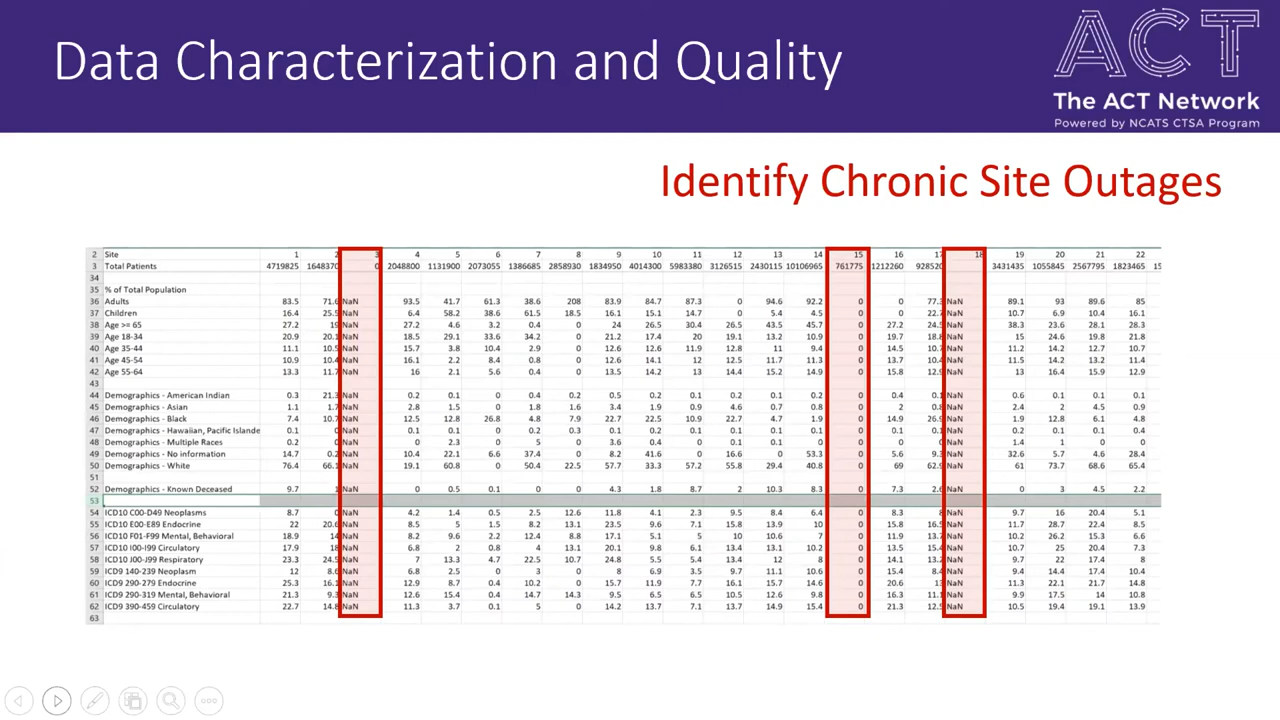 Data Characterization and Quality
ACT
The ACT Network
Powered by NCATS CTSA Program
Identify Chronic Site Outages
2 Site 1 2 3 4 5 6 7 8 9 10 11 12 13 14 15 16 17 18 19 20 21 22
3 Total Patients 4719825 1648370 0 2048800 1131900 2073055 1386685 2858930 1834950 4014300 5983380 3126515 2430115 10106965 761775 1212260 928520 3431435 1055845 2567795 1823465
34
35 % of Total Population
36 Adults 83.5 71.6 NaN 93.5 41.7 61.3 38.6 208 83.9 84.7 87.3 0 94.6 92.2 0 0 77.3 NaN 89.1 93 89.6 85
37 Children 16.4 25.5 NaN 6.4 58.2 38.6 61.5 18.5 16.1 15.1 14.7 0 5.4 4.5 0 0 22.7 NaN 10.7 6.9 10.4 16.1
38 Age >= 65 27.2 19 NaN 27.2 4.6 3.2 0.4 0 24 26.5 30.4 26.5 43.5 45.7 0 27.2 24.5 NaN 38.3 23.6 28.1 28.3
39 Age 18-34 20.9 20.1 NaN 18.5 29.1 33.6 34.2 0 21.2 17.4 20 19.1 13.2 10.9 0 19.7 18.8 NaN 15 24.6 19.8 21.8
40 Age 35-44 11.1 10.5 NaN 15.7 3.8 10.4 2.9 0 12.6 11.9 12.8 11 9.4 0 14.5 10.7 NaN 11.2 14.2 12.7 10.7
41 Age 45-54 10.9 10.4 NaN 16.1 2.2 8.4 0.8 0 12.6 14.1 12 12.5 11.7 11.3 0 13.7 10.6 NaN 11.5 14.2 13.2 11.4
42 Age 55-64 13.3 11.7 NaN 16 2.1 5.6 0.4 0 13.5 14.2 13 14.4 15.2 14.9 0 15.8 12.9 NaN 13 16.4 15.9 12.9
43
44 Demographics - American Indian 0.3 21.3 NaN 0.2 0.1 0 0.2 0.4 0.5 0.2 0.1 0.2 0.2 0.1 0 0.4 0.1 NaN 0.6 0.1 0.1 0.1
45 Demographics - Asian 1.1 1.7 NaN 2.8 1.5 0 1.8 1.6 3.4 1.9 0.9 4.6 0.7 0.8 0 2 0.8 NaN 2.4 2 4.5 0.9
46 Demographics - Black 7.4 10.7 NaN 12.5 12.8 26.8 4.8 7.9 22.7 22.5 10.9 22.7 4.7 1.9 0 14.9 26.9 NaN 1.9 12.8 6.1 4.8
47 Demographics - Hawaiian, Pacific Islande 0.1 0 NaN 0.1 0.1 0 0.2 0.3 0.1 0.1 0.1 0.1 0.1 0.1 0 0.1 0.1 NaN 0.2 0.1 0.1 0.4
48 Demographics - Multiple Races 0.2 0 NaN 0 2.3 0 5 0 3.6 0.4 0 0.1 0.1 0 0 0 0 NaN 1.4 1 0 0
49 Demographics - No information 14.7 0.2 NaN 10.4 22.1 6.6 37.4 0 8.2 41.6 0 16.6 0 53.3 0 5.6 9.3 NaN 32.6 5.7 4.6 28.4
50 Demographics - White 76.4 66.1 NaN 19.1 60.8 0 50.4 22.5 57.7 33.3 57.2 55.8 29.4 40.8 0 69 62.9 NaN 61 73.7 68.6 65.4
51
52 Demographics - Known Deceased 9.7 1 NaN 0 0.5 0.1 0 0 4.3 1.8 8.7 2 10.3 8.3 0 7.3 2.6 NaN 0 3 4.5 2.2
53
54 ICD10 C00-D49 Neoplasms 8.7 0 NaN 4.2 1.4 0.5 2.5 12.6 11.8 4.1 2.3 9.5 8.4 6.4 0 8.3 8 NaN 9.7 16 20.4 5.1
55 ICD10 E00-E89 Endocrine 22 20.6 NaN 8.5 5 1.5 8.2 13.1 23.5 9.6 7.1 15.8 13.9 14 0 15.8 16.5 NaN 11.7 28.7 22.4 8.5
56 ICD10 F01-F99 Mental, Behavioral 18.9 14 NaN 8.2 9.6 2.2 12.4 8.8 17.1 5.1 5 10 10.6 7 0 11.9 13.7 NaN 10.2 26.2 15.3 6.6
57 ICD10 I00-I99 Circulatory 17.9 18 NaN 6.8 2 0.8 4 13.1 20.1 9.8 6.1 13.4 13.1 10.2 0 13.5 15.4 NaN 10.7 25 20.4 7.3
58 ICD10 J00-J99 Respiratory 23.3 24.5 NaN 7 13.3 4.7 22.5 10.7 24.8 5.5 5.4 13 12 8 0 14.1 13.2 NaN 9.7 22 17.4 8
59 ICD9 140-239 Neoplasm 12 8.6 NaN 6.8 2.5 0 3 0 8 6.9 3.5 9.7 11.1 10.6 0 15.4 8.4 NaN 9.4 14.4 17.4 10.4
60 ICD9 290-279 Endocrine 25.3 16.1 NaN 12.9 8.7 0.4 10.2 0 15.7 11.9 7.7 16.1 15.7 14.6 0 20.6 13 NaN 11.3 22.1 21.7 14.8
61 ICD9 290-319 Mental, Behavioral 21.3 9.3 NaN 12.6 15.4 0.4 14.7 14.3 9.5 6.5 6.5 10.5 12.6 9.8 0 16.3 11.1 NaN 9.9 17.5 14 10.8
62 ICD9 390-459 Circulatory 22.7 14.8 NaN 11.3 3.7 0.1 5 0 14.2 13.7 7.1 13.7 14.9 15.4 0 21.3 12.5 NaN 10.5 19.4 19.1 13.9
63